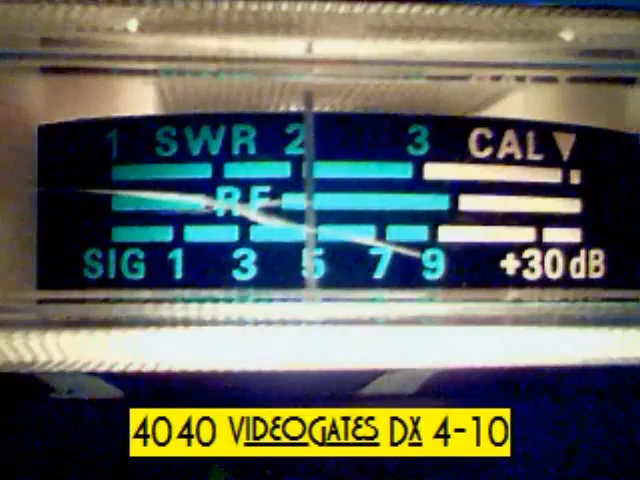 1 SWR 2 3 CAL
RF
SIG 1 3 5 7 9 +30dB
4040 VIDEOGATES DX 4-10